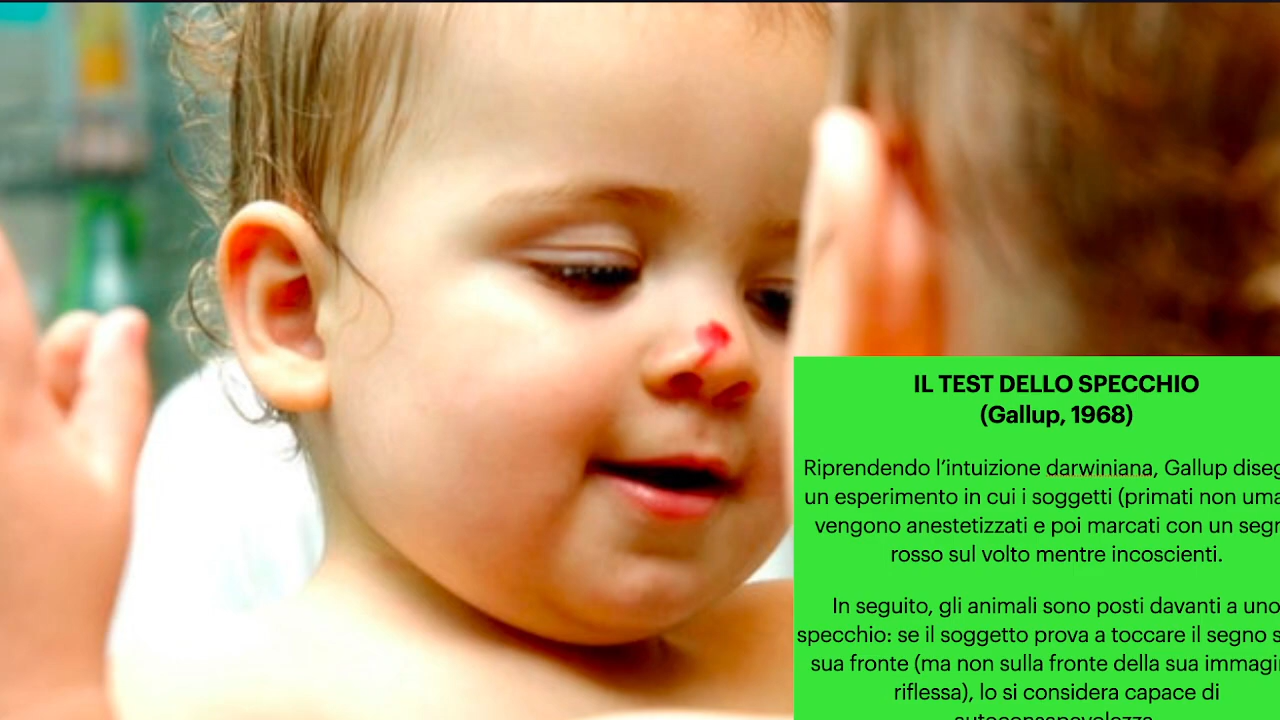 IL TEST DELLO SPECCHIO
(Gallup, 1968)
Riprendendo l'intuizione darwiniana, Gallup
un esperimento in cui i soggetti (primati non
vengono anestetizzati e poi marcati con un
rosso sul volto mentre incoscienti.
In seguito, gli animali sono posti davanti a uno
specchio: se il soggetto prova a toccare il segno
sua fronte (ma non sulla fronte della sua
riflessa), lo si considera capace di